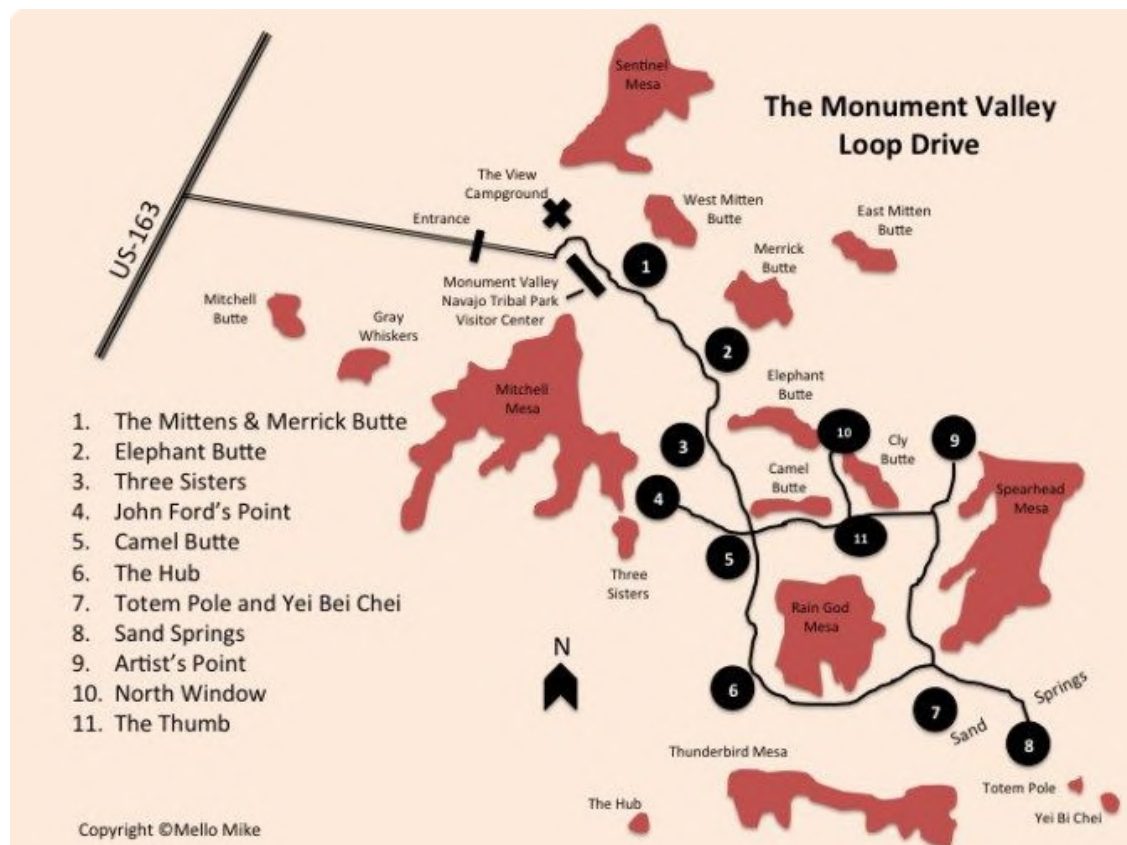 Sentinel
Mesa
The Monument Valley
Loop Drive
The View
Campground
West Mitten
Butte
East Mitten
Butte
Entrance
US-163
1
Merrick
Butte
Monument Valley
Navajo Tribal Park
Visitor Center
Mitchell
Butte
Gray
Whiskers
2
Elephant
Butte
Mitchell
Mesa
1. The Mittens & Merrick Butte
2. Elephant Butte
3. Three Sisters
4. John Ford's Point
5. Camel Butte
6. The Hub
7. Totem Pole and Yei Bei Chei
8. Sand Springs
9. Artist's Point
10. North Window
11. The Thumb
3
10
Cly
Butte
9
4
Camel
Butte
Spearhead
Mesa
11
5
Three
Sisters
Rain God
Mesa
N
6
7
Sand
Springs
8
Thunderbird Mesa
Totem Pole
The Hub
Yei Bi Chei
Copyright ©Mello Mike